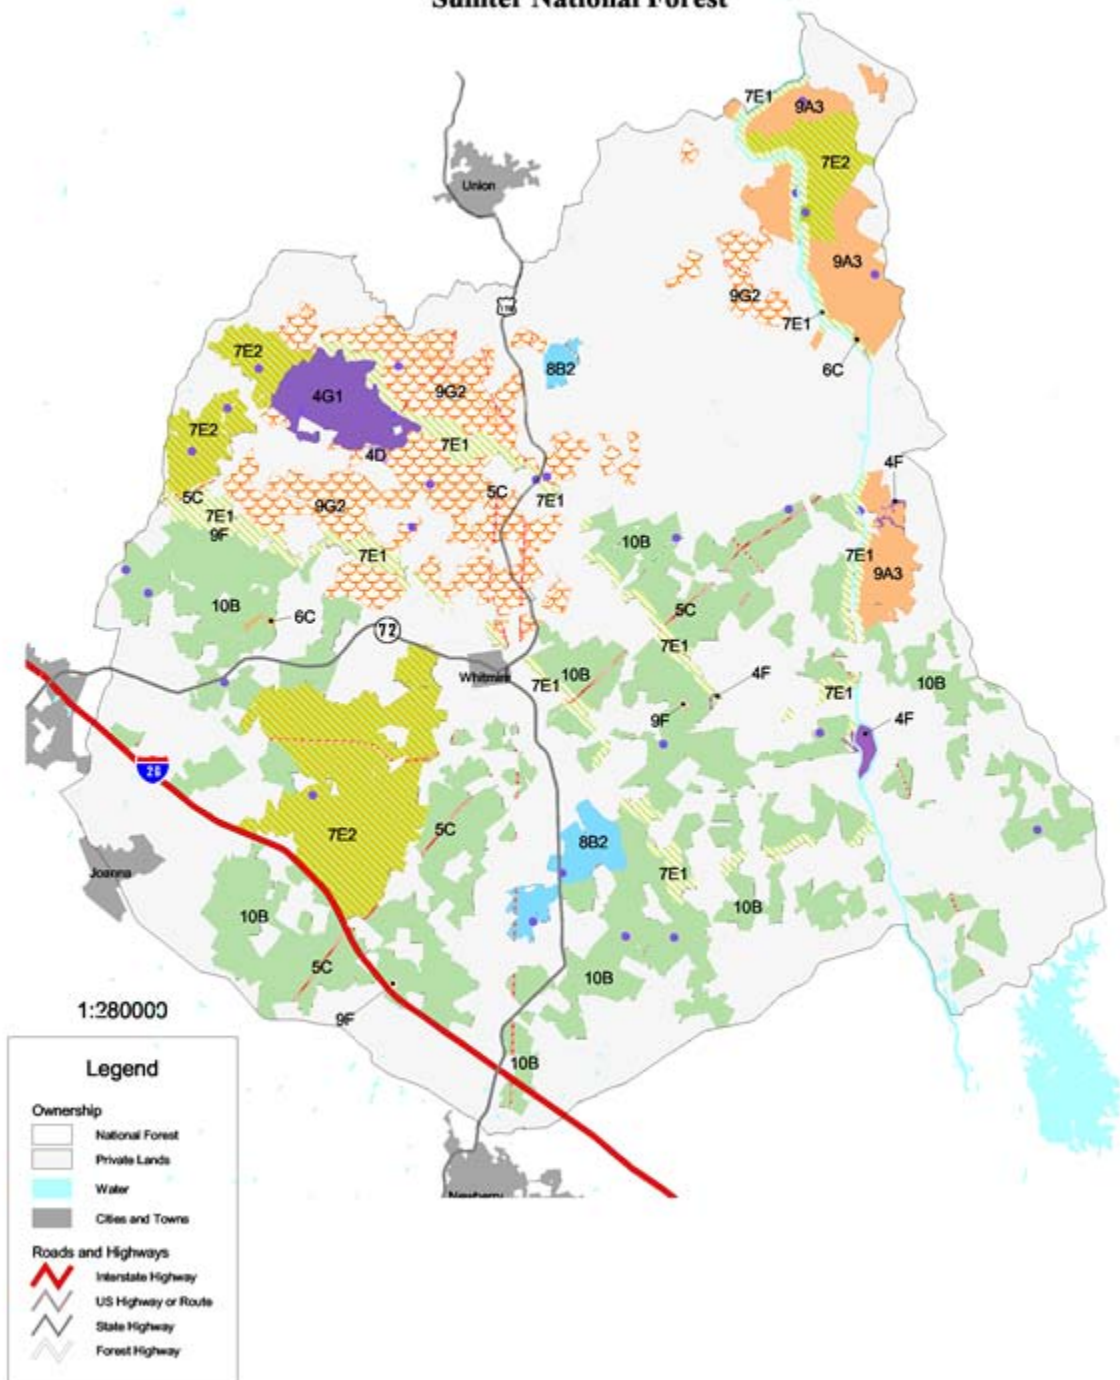 Sumter National Forest
7E1
9A3
7E2
Union
9A3
9G2
7E1
6C
7E2
8B2
4G1
9G2
7E2
7E1
4D
4F
5C
5C
7E1
9G2
7E1
9F
10B
7E1
7E1
9A3
10B
5C
6C
72
7E1
Whitmire
10B
4F
10B
7E1
7E1
9F
4F
26
7E2
5C
8B2
Joanna
7E1
10B
10B
5C
10B
1:280000
9F
10B
Newberry
Legend
Ownership
National Forest
Private Lands
Water
Cities and Towns
Roads and Highways
Interstate Highway
US Highway or Route
State Highway
Forest Highway